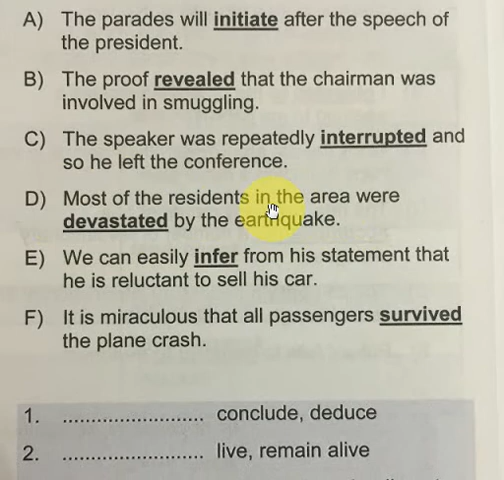 A) The parades will initiate after the speech of
the president.
B) The proof revealed that the chairman was
involved in smuggling.
C) The speaker was repeatedly interrupted and
so he left the conference.
D) Most of the residents in the area were
devastated by the earthquake.
E) We can easily infer from his statement that
he is reluctant to sell his car.
F) It is miraculous that all passengers survived
the plane crash.
1. ........................ conclude, deduce
2. ........................ live, remain alive